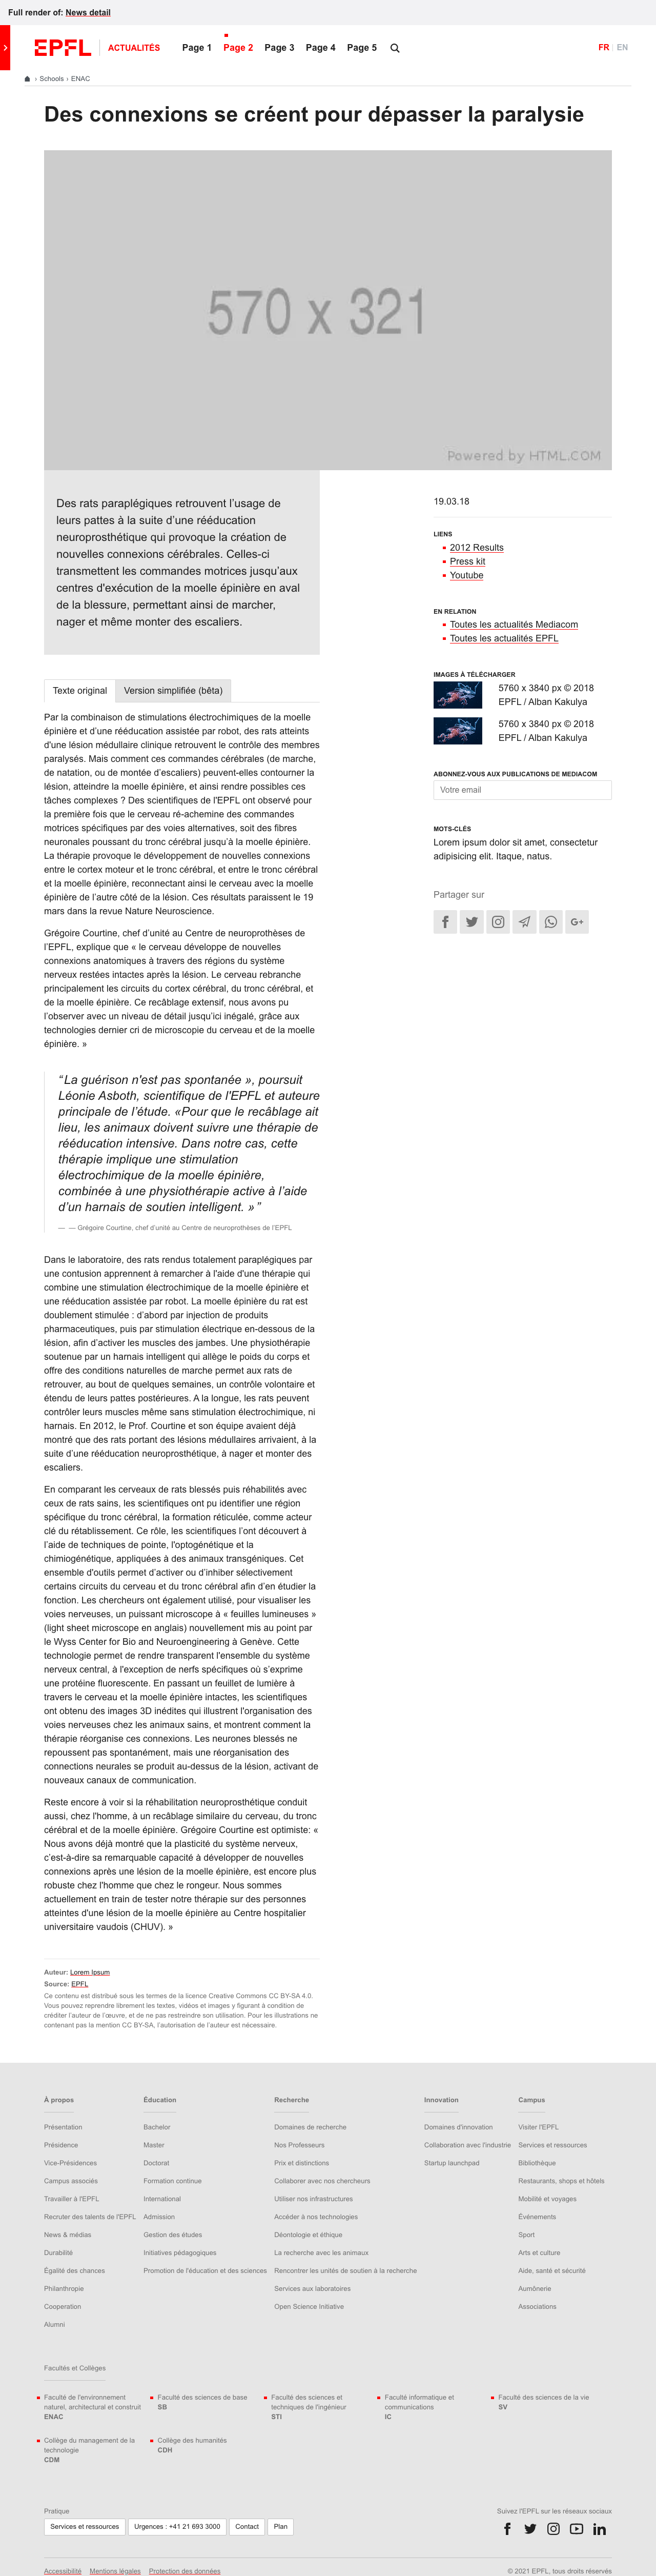 Full render of: News detail
EPFL
ACTUALITÉS
Page 1 Page 2 Page 3 Page 4 Page 5
FR EN
› Schools › ENAC
Des connexions se créent pour dépasser la paralysie
570 x 321
Powered by HTML.COM
Des rats paraplégiques retrouvent l’usage de
leurs pattes à la suite d’une rééducation
neuroprosthétique qui provoque la création de
nouvelles connexions cérébrales. Celles-ci
transmettent les commandes motrices jusqu’aux
centres d'exécution de la moelle épinière en aval
de la blessure, permettant ainsi de marcher,
nager et même monter des escaliers.
Texte original
Version simplifiée (bêta)
Par la combinaison de stimulations électrochimiques de la moelle
épinière et d’une rééducation assistée par robot, des rats atteints
d'une lésion médullaire clinique retrouvent le contrôle des membres
paralysés. Mais comment ces commandes cérébrales (de marche,
de natation, ou de montée d’escaliers) peuvent-elles contourner la
lésion, atteindre la moelle épinière, et ainsi rendre possibles ces
tâches complexes ? Des scientifiques de l'EPFL ont observé pour
la première fois que le cerveau ré-achemine des commandes
motrices spécifiques par des voies alternatives, soit des fibres
neuronales poussant du tronc cérébral jusqu’à la moelle épinière.
La thérapie provoque le développement de nouvelles connexions
entre le cortex moteur et le tronc cérébral, et entre le tronc cérébral
et la moelle épinière, reconnectant ainsi le cerveau avec la moelle
épinière de l’autre côté de la lésion. Ces résultats paraissent le 19
mars dans la revue Nature Neuroscience.
Grégoire Courtine, chef d’unité au Centre de neuroprothèses de
l’EPFL, explique que « le cerveau développe de nouvelles
connexions anatomiques à travers des régions du système
nerveux restées intactes après la lésion. Le cerveau rebranche
principalement les circuits du cortex cérébral, du tronc cérébral, et
de la moelle épinière. Ce recâblage extensif, nous avons pu
l’observer avec un niveau de détail jusqu’ici inégalé, grâce aux
technologies dernier cri de microscopie du cerveau et de la moelle
épinière. »
“La guérison n'est pas spontanée », poursuit
Léonie Asboth, scientifique de l'EPFL et auteure
principale de l’étude. «Pour que le recâblage ait
lieu, les animaux doivent suivre une thérapie de
rééducation intensive. Dans notre cas, cette
thérapie implique une stimulation
électrochimique de la moelle épinière,
combinée à une physiothérapie active à l’aide
d’un harnais de soutien intelligent. »”
— — Grégoire Courtine, chef d’unité au Centre de neuroprothèses de l’EPFL
Dans le laboratoire, des rats rendus totalement paraplégiques par
une contusion apprennent à remarcher à l'aide d'une thérapie qui
combine une stimulation électrochimique de la moelle épinière et
une rééducation assistée par robot. La moelle épinière du rat est
doublement stimulée : d’abord par injection de produits
pharmaceutiques, puis par stimulation électrique en-dessous de la
lésion, afin d’activer les muscles des jambes. Une physiothérapie
soutenue par un harnais intelligent qui allège le poids du corps et
offre des conditions naturelles de marche permet aux rats de
retrouver, au bout de quelques semaines, un contrôle volontaire et
étendu de leurs pattes postérieures. A la longue, les rats peuvent
contrôler leurs muscles même sans stimulation électrochimique, ni
harnais. En 2012, le Prof. Courtine et son équipe avaient déjà
montré que des rats portant des lésions médullaires arrivaient, à la
suite d’une rééducation neuroprosthétique, à nager et monter des
escaliers.
En comparant les cerveaux de rats blessés puis réhabilités avec
ceux de rats sains, les scientifiques ont pu identifier une région
spécifique du tronc cérébral, la formation réticulée, comme acteur
clé du rétablissement. Ce rôle, les scientifiques l’ont découvert à
l’aide de techniques de pointe, l'optogénétique et la
chimiogénétique, appliquées à des animaux transgéniques. Cet
ensemble d'outils permet d’activer ou d’inhiber sélectivement
certains circuits du cerveau et du tronc cérébral afin d’en étudier la
fonction. Les chercheurs ont également utilisé, pour visualiser les
voies nerveuses, un puissant microscope à « feuilles lumineuses »
(light sheet microscope en anglais) nouvellement mis au point par
le Wyss Center for Bio and Neuroengineering à Genève. Cette
technologie permet de rendre transparent l'ensemble du système
nerveux central, à l'exception de nerfs spécifiques où s’exprime
une protéine fluorescente. En passant un feuillet de lumière à
travers le cerveau et la moelle épinière intactes, les scientifiques
ont obtenu des images 3D inédites qui illustrent l'organisation des
voies nerveuses chez les animaux sains, et montrent comment la
thérapie réorganise ces connexions. Les neurones blessés ne
repoussent pas spontanément, mais une réorganisation des
connections neurales se produit au-dessus de la lésion, activant de
nouveaux canaux de communication.
Reste encore à voir si la réhabilitation neuroprosthétique conduit
aussi, chez l'homme, à un recâblage similaire du cerveau, du tronc
cérébral et de la moelle épinière. Grégoire Courtine est optimiste: «
Nous avons déjà montré que la plasticité du système nerveux,
c’est-à-dire sa remarquable capacité à développer de nouvelles
connexions après une lésion de la moelle épinière, est encore plus
robuste chez l'homme que chez le rongeur. Nous sommes
actuellement en train de tester notre thérapie sur des personnes
atteintes d'une lésion de la moelle épinière au Centre hospitalier
universitaire vaudois (CHUV). »
Auteur: Lorem Ipsum
Source: EPFL
Ce contenu est distribué sous les termes de la licence Creative Commons CC BY-SA 4.0.
Vous pouvez reprendre librement les textes, vidéos et images y figurant à condition de
créditer l’auteur de l’œuvre, et de ne pas restreindre son utilisation. Pour les illustrations ne
contenant pas la mention CC BY-SA, l’autorisation de l’auteur est nécessaire.
19.03.18
LIENS
2012 Results
Press kit
Youtube
EN RELATION
Toutes les actualités Mediacom
Toutes les actualités EPFL
IMAGES À TÉLÉCHARGER
5760 x 3840 px © 2018
EPFL / Alban Kakulya
5760 x 3840 px © 2018
EPFL / Alban Kakulya
ABONNEZ-VOUS AUX PUBLICATIONS DE MEDIACOM
Votre email
MOTS-CLÉS
Lorem ipsum dolor sit amet, consectetur
adipisicing elit. Itaque, natus.
Partager sur
G+
À propos
Présentation
Présidence
Vice-Présidences
Campus associés
Travailler à l'EPFL
Recruter des talents de l'EPFL
News & médias
Durabilité
Égalité des chances
Philanthropie
Cooperation
Alumni
Éducation
Bachelor
Master
Doctorat
Formation continue
International
Admission
Gestion des études
Initiatives pédagogiques
Promotion de l'éducation et des sciences
Recherche
Domaines de recherche
Nos Professeurs
Prix et distinctions
Collaborer avec nos chercheurs
Utiliser nos infrastructures
Accéder à nos technologies
Déontologie et éthique
La recherche avec les animaux
Rencontrer les unités de soutien à la recherche
Services aux laboratoires
Open Science Initiative
Innovation
Domaines d'innovation
Collaboration avec l'industrie
Startup launchpad
Campus
Visiter l'EPFL
Services et ressources
Bibliothèque
Restaurants, shops et hôtels
Mobilité et voyages
Événements
Sport
Arts et culture
Aide, santé et sécurité
Aumônerie
Associations
Facultés et Collèges
Faculté de l'environnement
naturel, architectural et construit
ENAC
Faculté des sciences de base
SB
Faculté des sciences et
techniques de l'ingénieur
STI
Faculté informatique et
communications
IC
Faculté des sciences de la vie
SV
Collège du management de la
technologie
CDM
Collège des humanités
CDH
Pratique
Services et ressources
Urgences : +41 21 693 3000
Contact
Plan
Suivez l'EPFL sur les réseaux sociaux
Accessibilité Mentions légales Protection des données
© 2021 EPFL, tous droits réservés